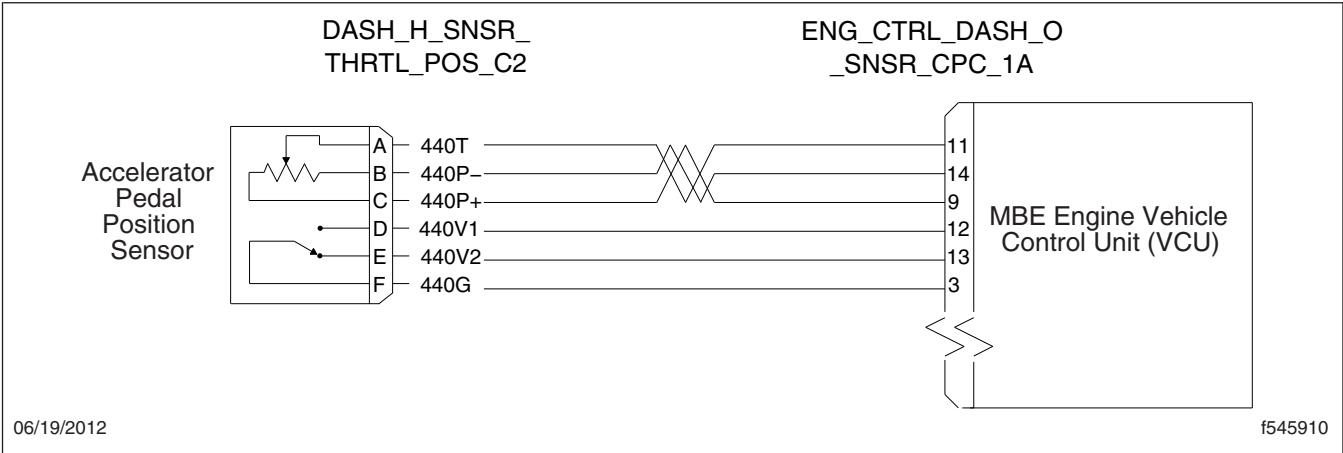 DASH_H_SNSR_
THRTL_POS_C2
ENG_CTRL_DASH_O
_SNSR_CPC_1A
Accelerator
Pedal
Position
Sensor
A 440T 11
B 440P– 14
C 440P+ 9
D 440V1 12
E 440V2 13
F 440G 3
MBE Engine Vehicle
Control Unit (VCU)
06/19/2012
f545910